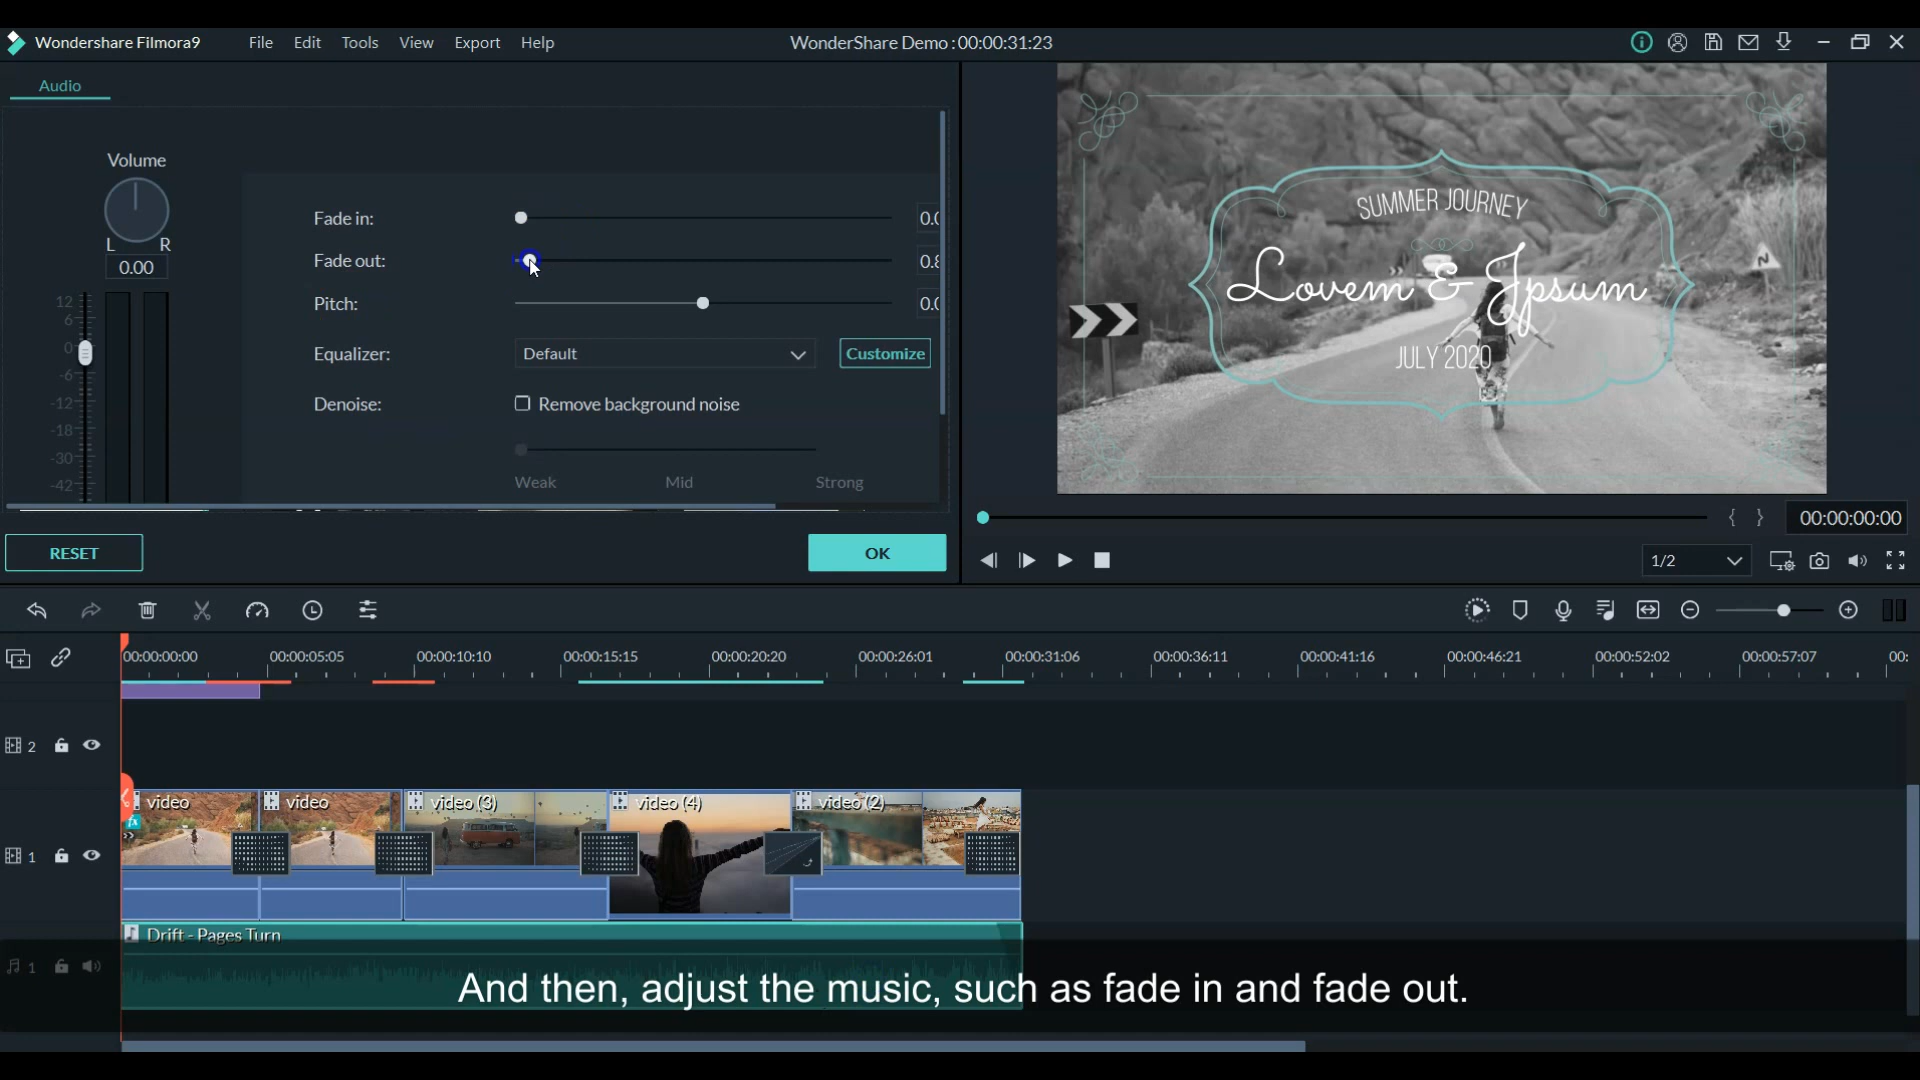 Wondershare Filmora9 File Edit Tools View Export Help WonderShare Demo : 00:00:31:23
Audio
Volume
L R
0.00
12
6
0
-6
-12
-18
-30
-42
Fade in:
Fade out:
Pitch:
Equalizer: Default Customize
Denoise: Remove background noise
Weak Mid Strong
RESET OK
SUMMER JOURNEY
Lovem & Ipsum
JULY 2020
N
{ } 00:00:00:00
1/2
00:00:00:00 00:00:05:05 00:00:10:10 00:00:15:15 00:00:20:20 00:00:26:01 00:00:31:06 00:00:36:11 00:00:41:16 00:00:46:21 00:00:52:02 00:00:57:07 00:
2
video video video (3) video (4) video (2)
1
Drift - Pages Turn
1
And then, adjust the music, such as fade in and fade out.